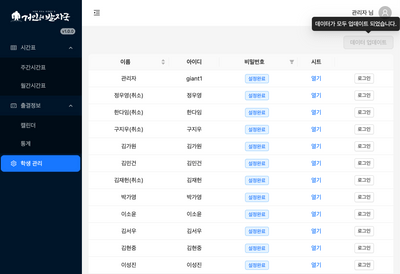 거인의 발자국
v1.0.0
시간표
주간시간표
월간시간표
출결정보
캘린더
통계
학생 관리
관리자 님
데이터가 모두 업데이트 되었습니다.
데이터 업데이트
이름 아이디 비밀번호 시트
관리자 giant1 설정완료 열기 로그인
정우영(취소) 정우영 설정완료 열기 로그인
한다임(취소) 한다임 설정완료 열기 로그인
구지우(취소) 구지우 설정완료 열기 로그인
김가원 김가원 설정완료 열기 로그인
김민건 김민건 설정완료 열기 로그인
김재헌(취소) 김재헌 설정완료 열기 로그인
박가영 박가영 설정완료 열기 로그인
이소윤 이소윤 설정완료 열기 로그인
김서우 김서우 설정완료 열기 로그인
김현중 김현중 설정완료 열기 로그인
이성진 이성진 설정완료 열기 로그인